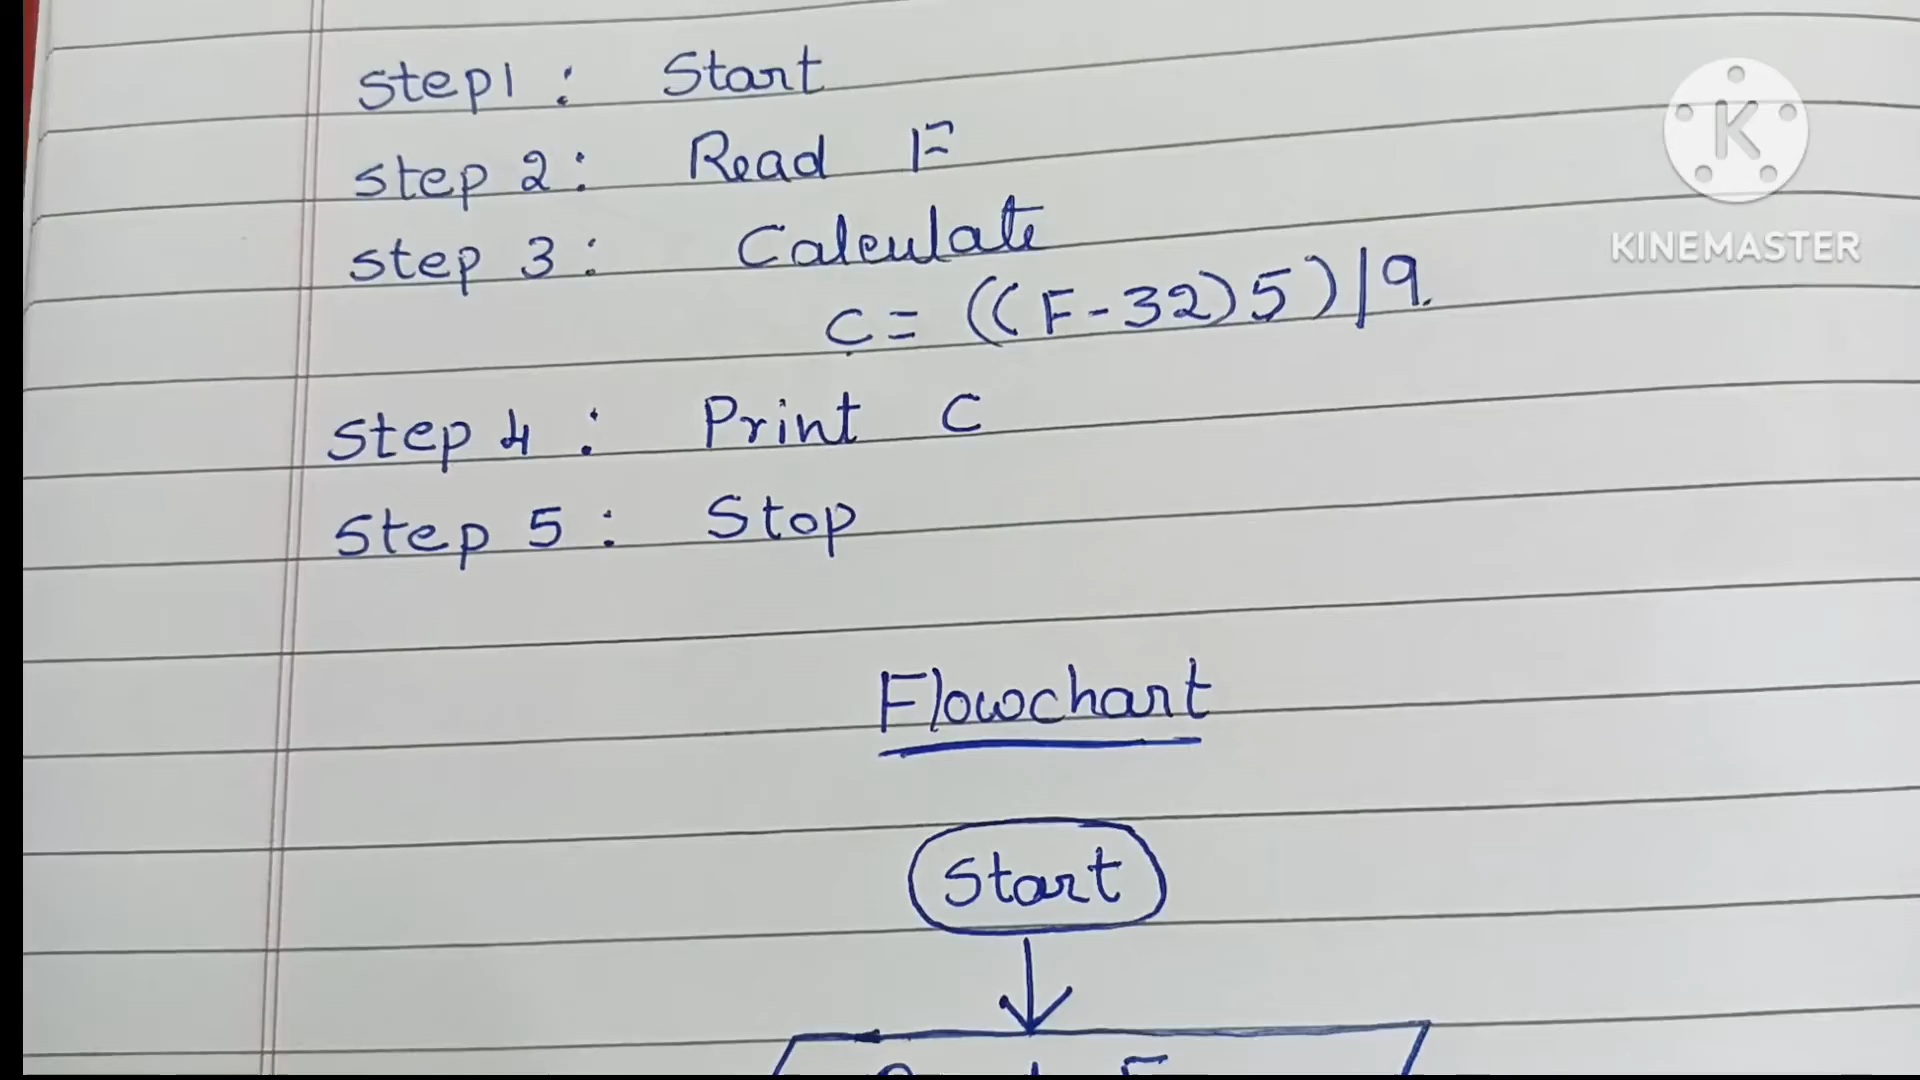 Step1 : Start
Step 2 : Read F
Step 3 : Calculate
C = ((F-32)5)/9.
Step 4 : Print C
Step 5 : Stop
Flowchart
Start
K
KINEMASTER